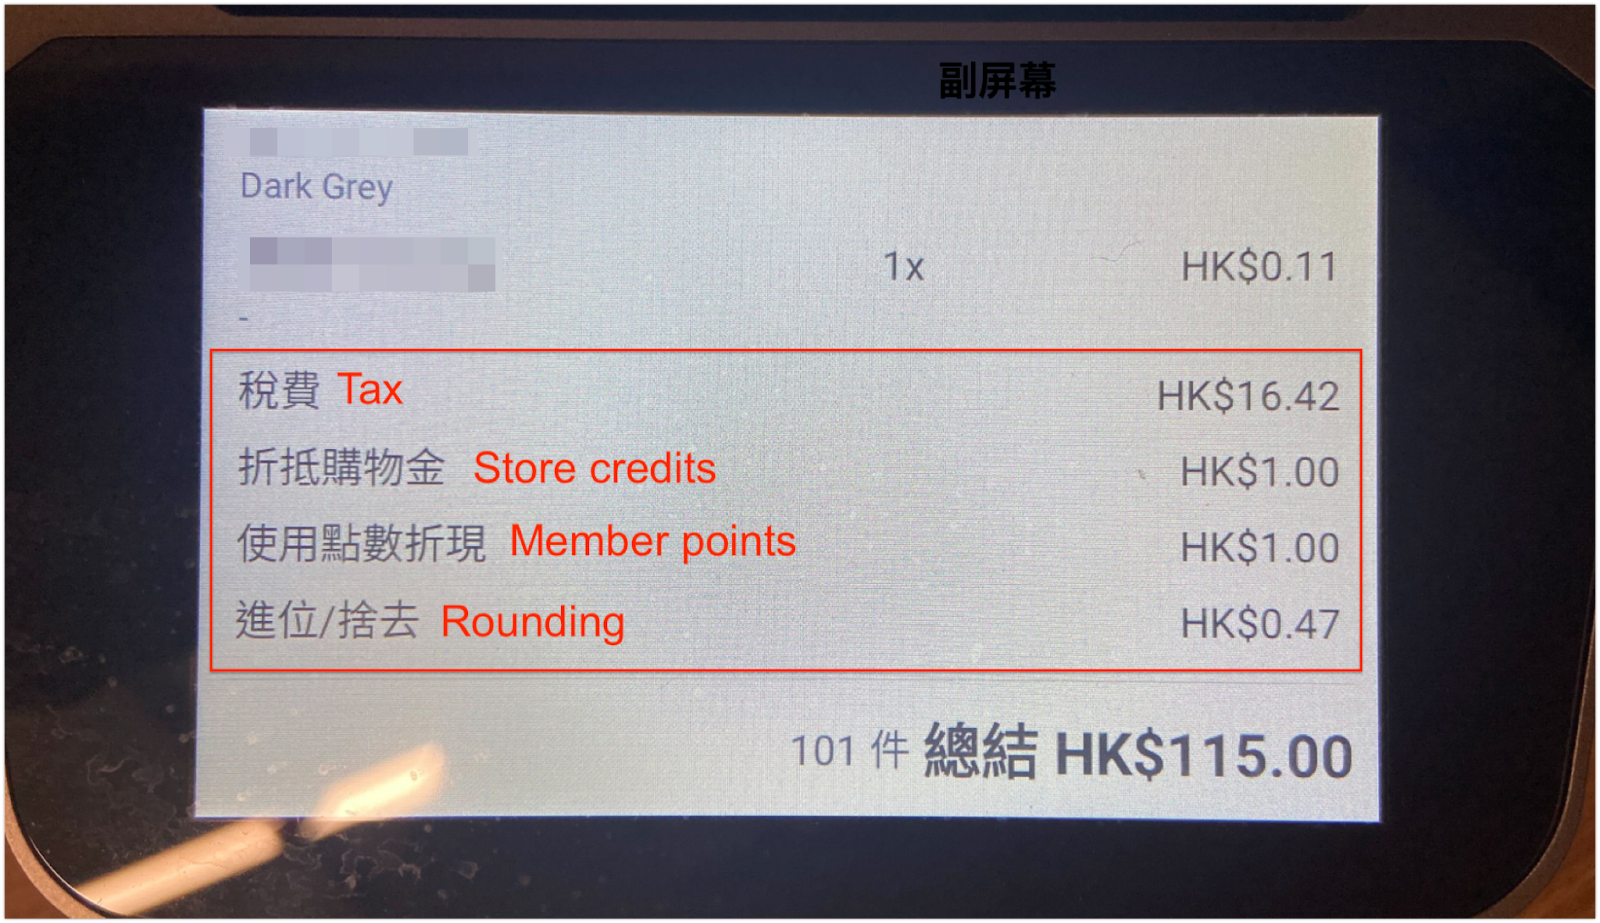 副屏幕
Dark Grey
1x HK$0.11
-
稅費 Tax HK$16.42
折抵購物金 Store credits HK$1.00
使用點數折現 Member points HK$1.00
進位/捨去 Rounding HK$0.47
101 件 總結 HK$115.00